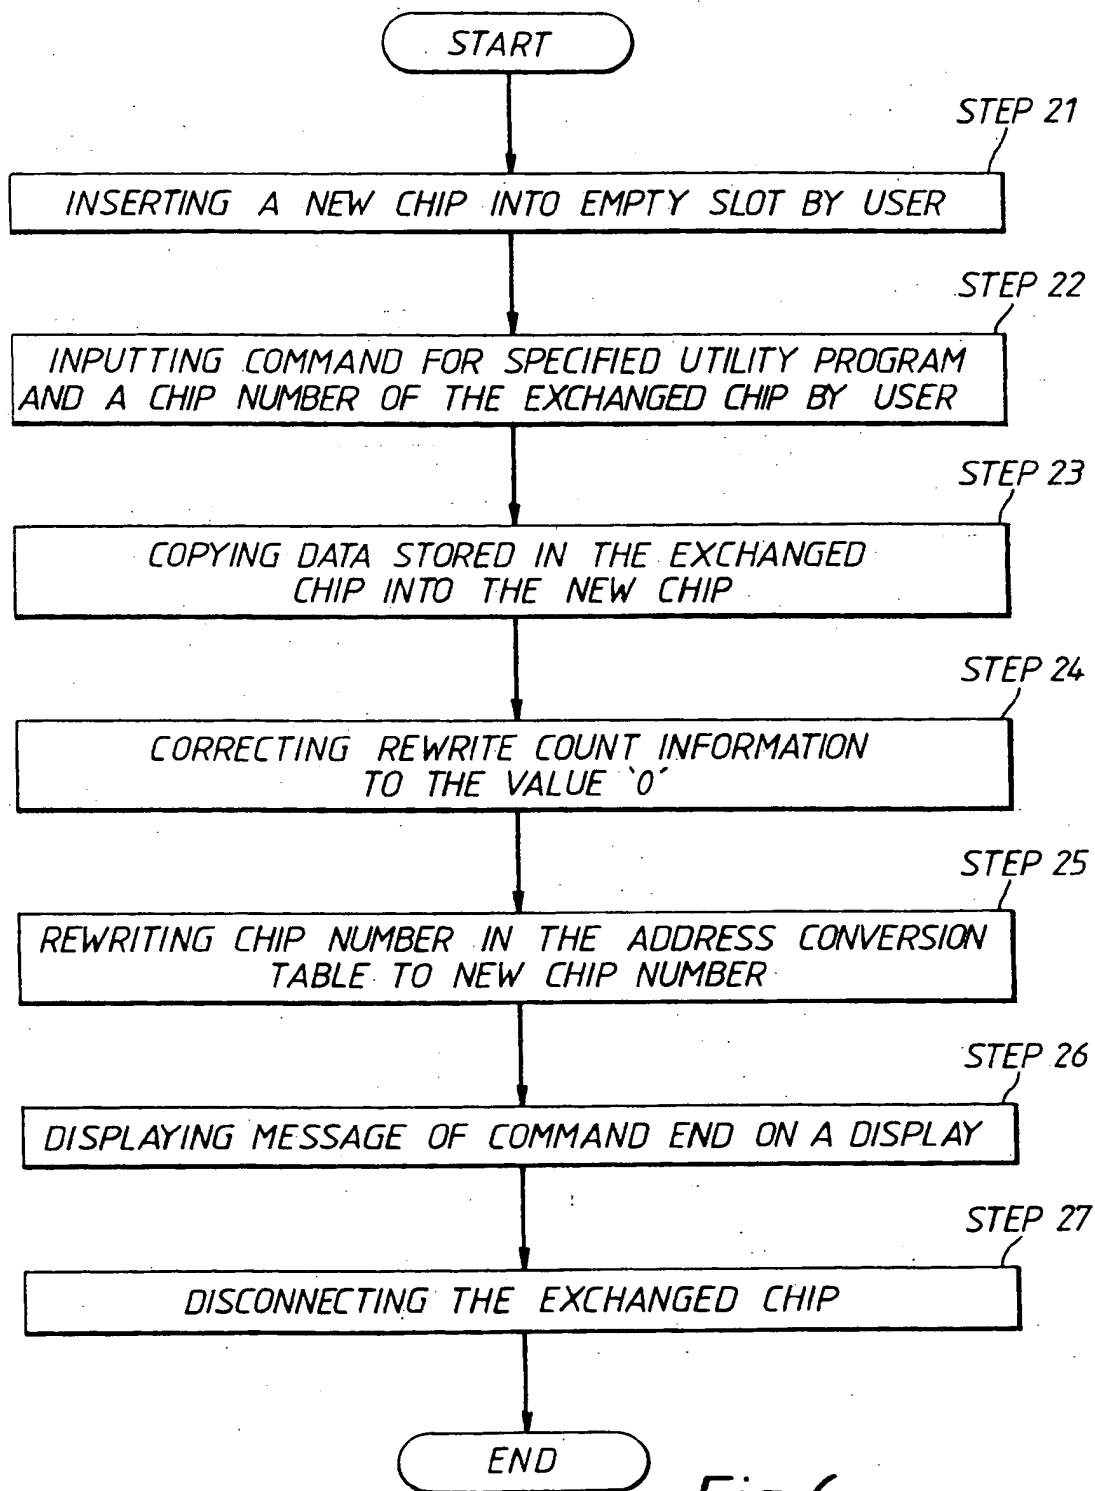 START
STEP 21
INSERTING A NEW CHIP INTO EMPTY SLOT BY USER
STEP 22
INPUTTING COMMAND FOR SPECIFIED UTILITY PROGRAM
AND A CHIP NUMBER OF THE EXCHANGED CHIP BY USER
STEP 23
COPYING DATA STORED IN THE EXCHANGED
CHIP INTO THE NEW CHIP
STEP 24
CORRECTING REWRITE COUNT INFORMATION
TO THE VALUE `0´
STEP 25
REWRITING CHIP NUMBER IN THE ADDRESS CONVERSION
TABLE TO NEW CHIP NUMBER
STEP 26
DISPLAYING MESSAGE OF COMMAND END ON A DISPLAY
STEP 27
DISCONNECTING THE EXCHANGED CHIP
END